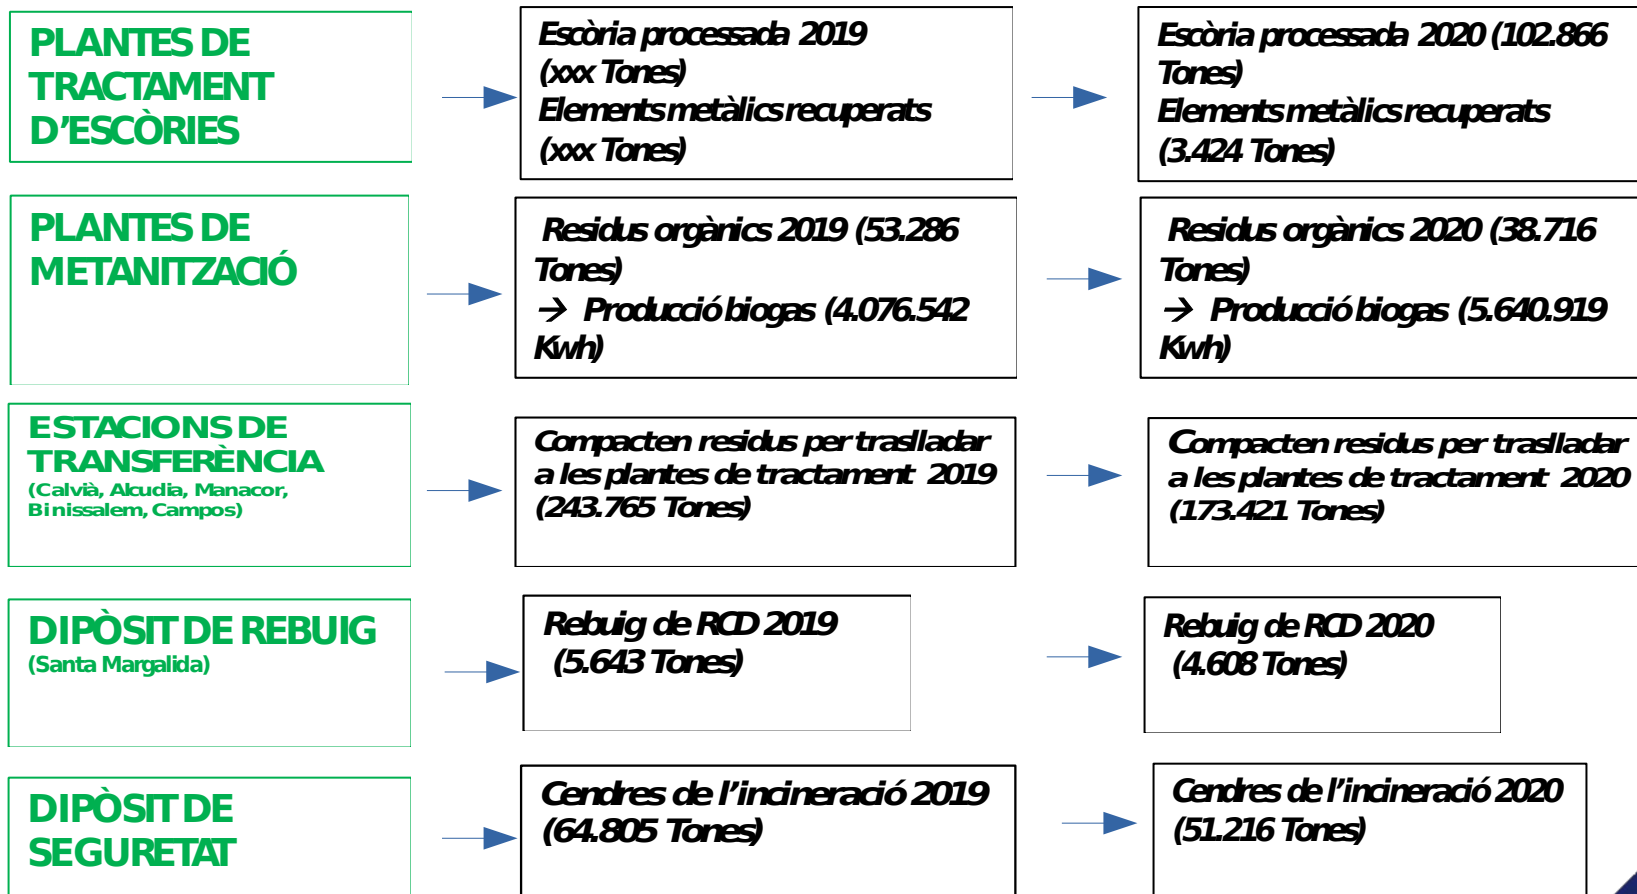 PLANTES DE
TRACTAMENT
D'ESCÒRIES
Escòria processada 2019
(xxx Tones)
Elements metàlics recuperats
(xxx Tones)
Escòria processada 2020 (102.866
Tones)
Elements metàlics recuperats
(3.424 Tones)
PLANTES DE
METANITZACIÓ
Residus orgànics 2019 (53.286
Tones)
→ Producció biogas (4.076.542
Kwh)
Residus orgànics 2020 (38.716
Tones)
→ Producció biogas (5.640.919
Kwh)
ESTACIONS DE
TRANSFERÈNCIA
(Calvià, Alcudia, Manacor,
Binissalem, Campos)
Compacten residus per traslladar
a les plantes de tractament 2019
(243.765 Tones)
Compacten residus per traslladar
a les plantes de tractament 2020
(173.421 Tones)
DIPÒSIT DE REBUIG
(Santa Margalida)
Rebuig de RCD 2019
(5.643 Tones)
Rebuig de RCD 2020
(4.608 Tones)
DIPÒSIT DE
SEGURETAT
Cendres de l'incineració 2019
(64.805 Tones)
Cendres de l'incineració 2020
(51.216 Tones)